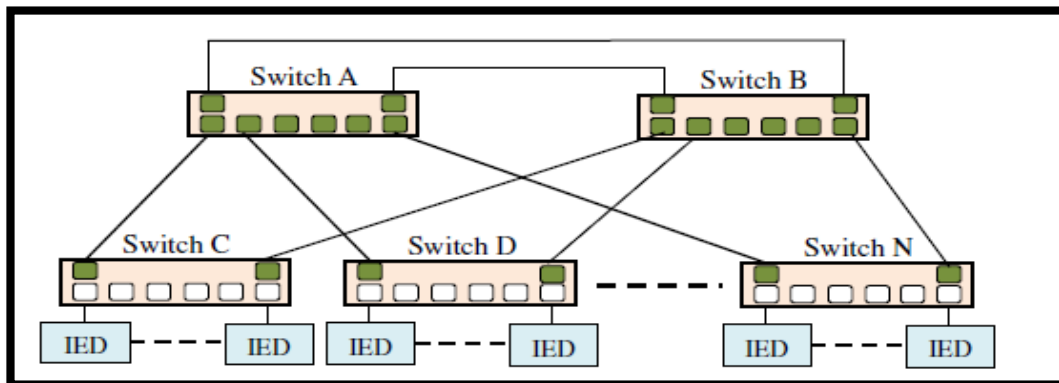 Switch A
Switch B
Switch C
Switch D
Switch N
IED
IED
IED
IED
IED
IED